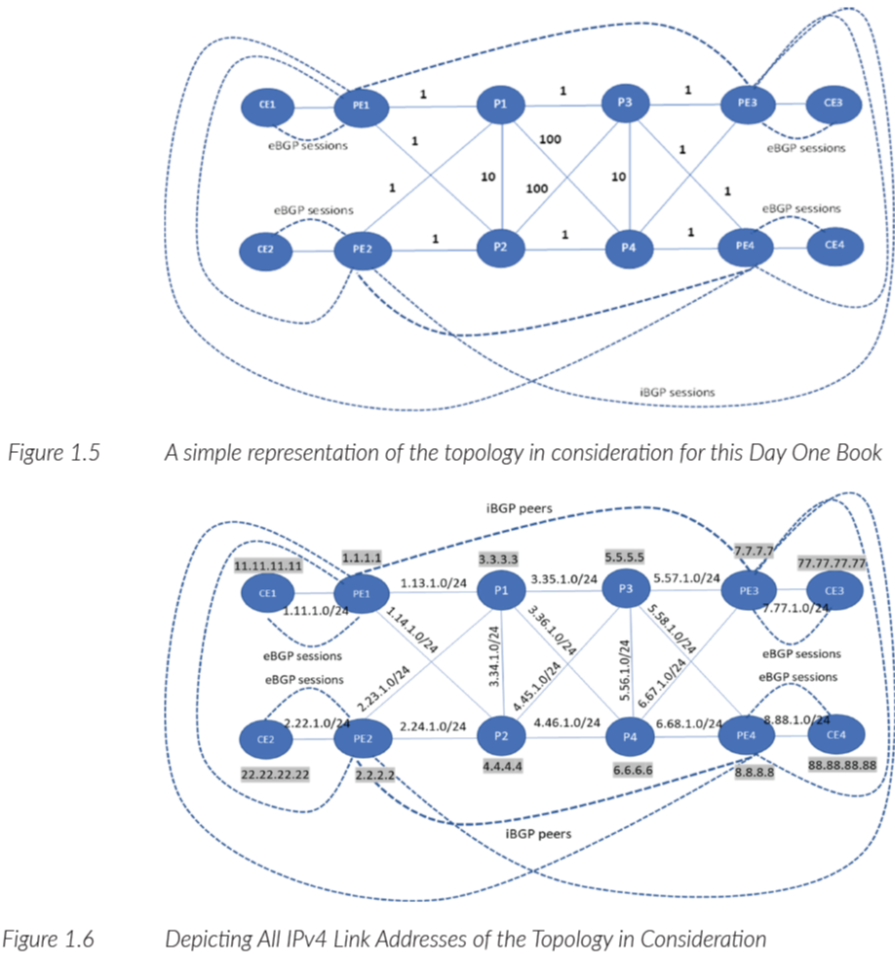 1
1
1
CE1
PE1
P1
P3
PE3
CE3
eBGP sessions
1
100
1
eBGP sessions
1
10
100
10
1
eBGP sessions
eBGP sessions
CE2
PE2
1
P2
1
P4
1
PE4
CE4
iBGP sessions
Figure 1.5 A simple representation of the topology in consideration for this Day One Book
iBGP peers
11.11.11.11
1.1.1.1
3.3.3.3
5.5.5.5
7.7.7.7
77.77.77.77
CE1
PE1
1.13.1.0/24
P1
3.35.1.0/24
P3
5.57.1.0/24
PE3
CE3
1.11.1.0/24
1.14.1.0/24
3.36.1.0/24
5.58.1.0/24
7.77.1.0/24
eBGP sessions
eBGP sessions
3.34.1.0/24
5.56.1.0/24
eBGP sessions
eBGP sessions
2.23.1.0/24
4.45.1.0/24
6.67.1.0/24
CE2
2.22.1.0/24
PE2
2.24.1.0/24
P2
4.46.1.0/24
P4
6.68.1.0/24
PE4
8.88.1.0/24
CE4
22.22.22.22
2.2.2.2
4.4.4.4
6.6.6.6
8.8.8.8
88.88.88.88
iBGP peers
Figure 1.6 Depicting All IPv4 Link Addresses of the Topology in Consideration